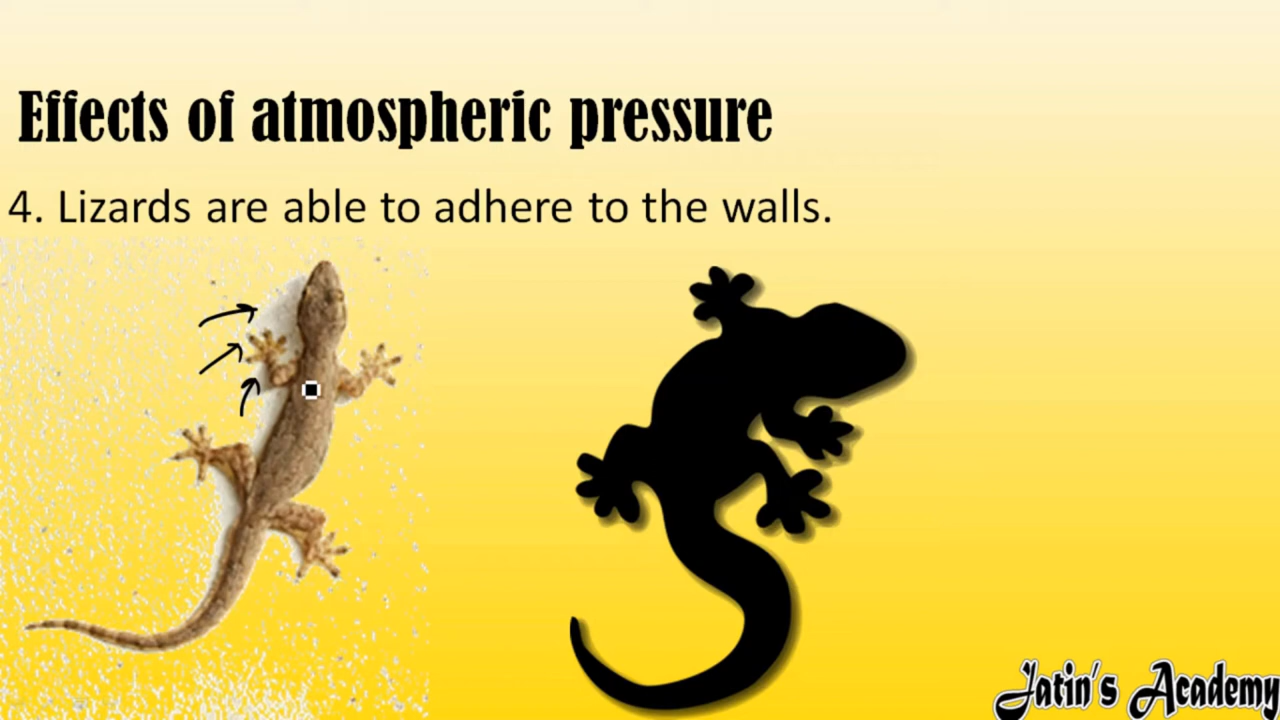 Effects of atmospheric pressure
4. Lizards are able to adhere to the walls.
Jatin's Academy